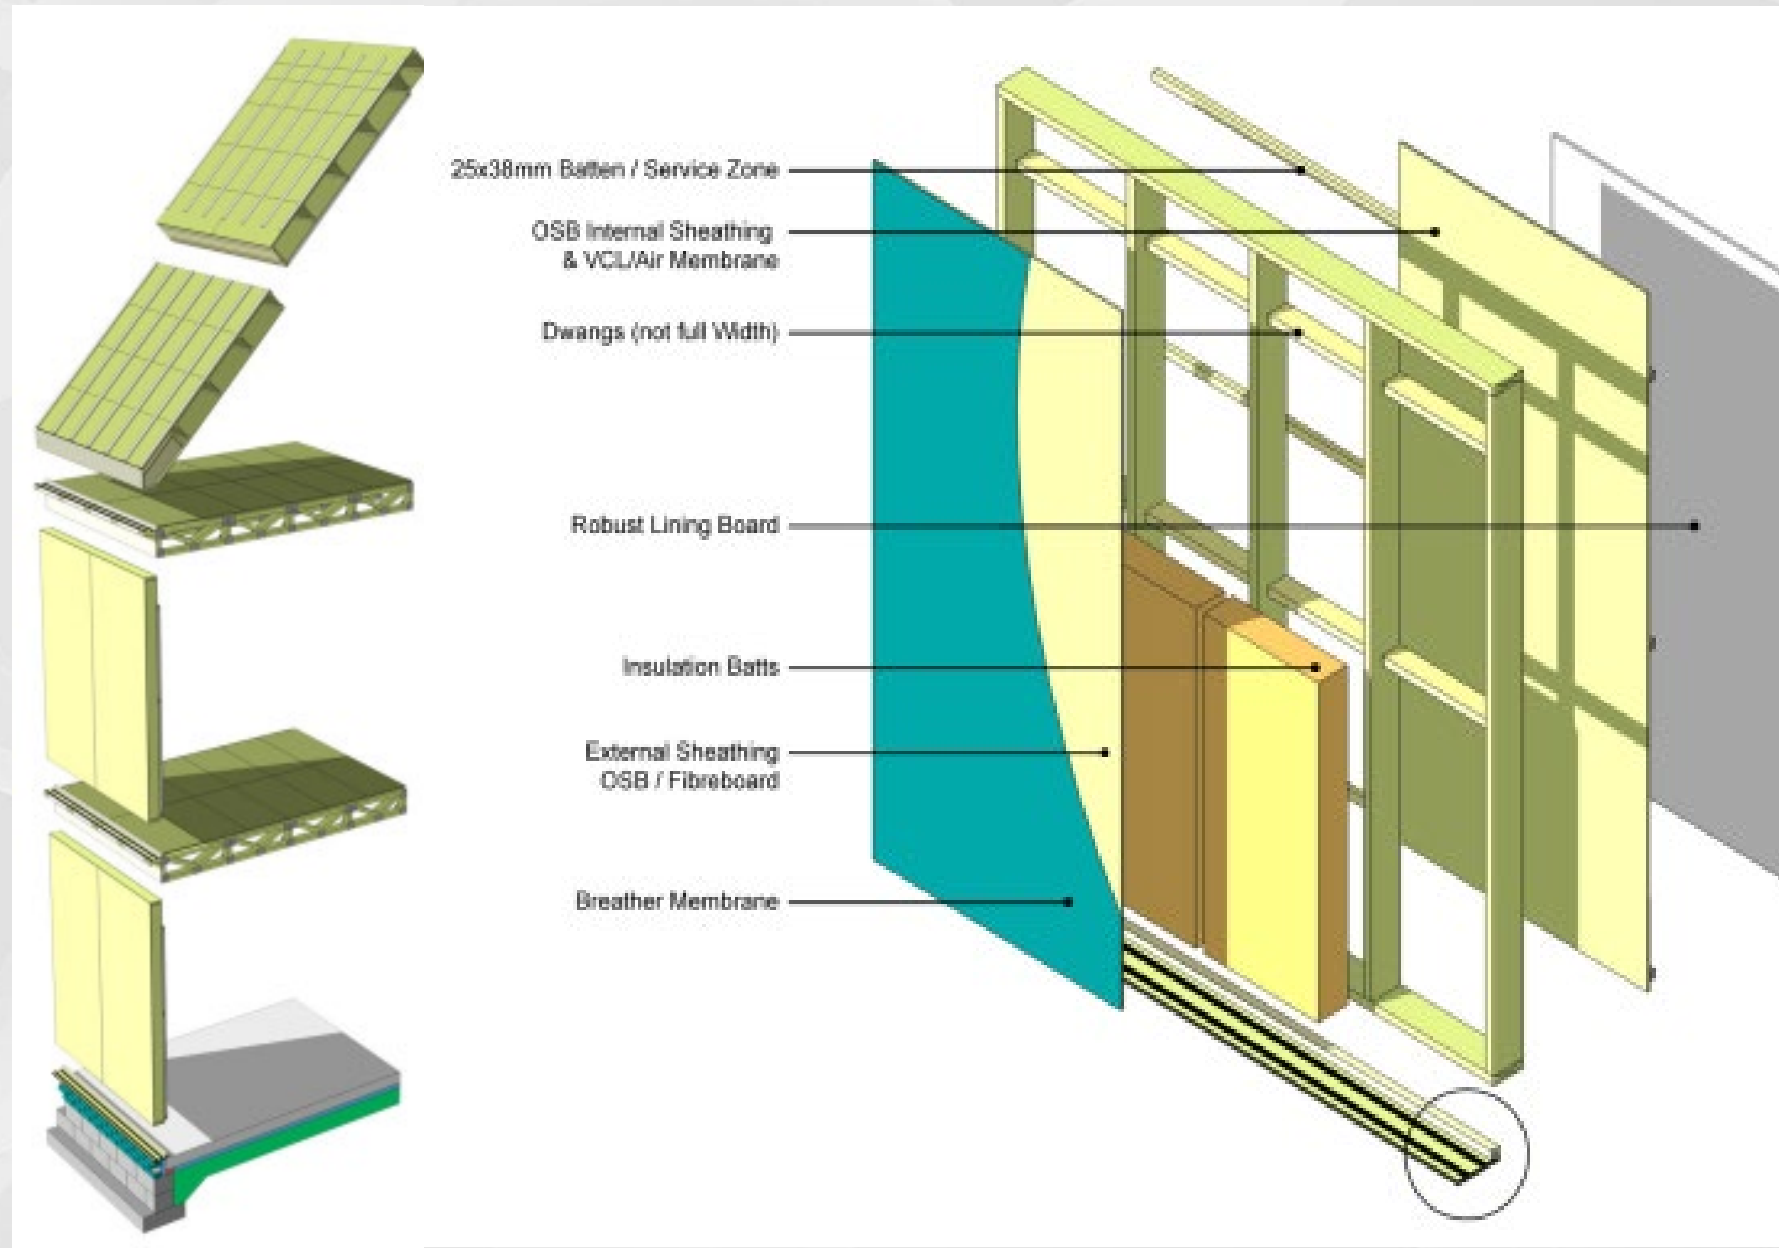 25x38mm Batten / Service Zone
OSB Internal Sheathing
& VCL/Air Membrane
Dwangs (not full Width)
Robust Lining Board
Insulation Batts
External Sheathing
OSB / Fibreboard
Breather Membrane